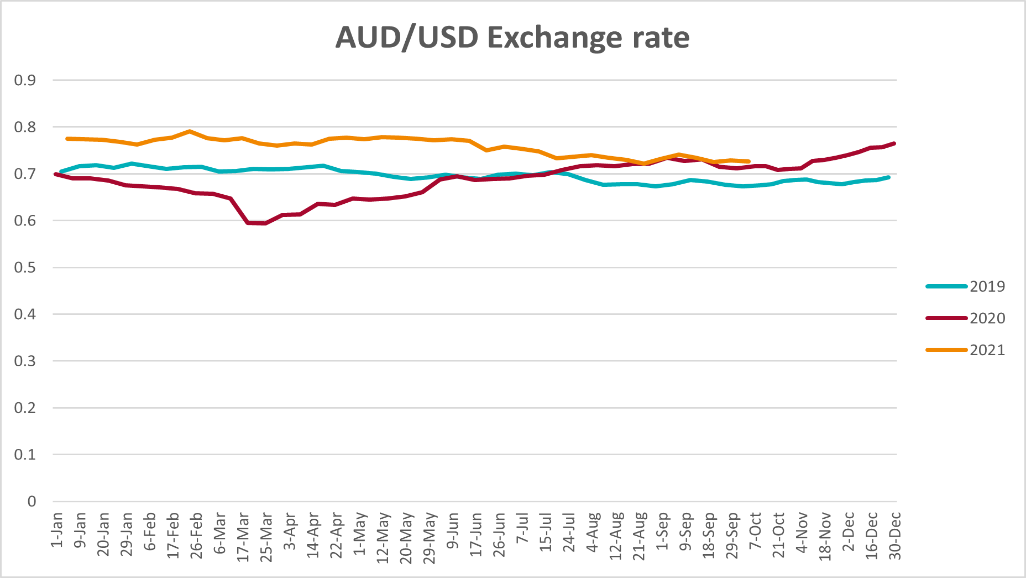 AUD/USD Exchange rate
0.9
0.8
0.7
0.6
0.5
0.4
0.3
0.2
0.1
0
1-Jan
9-Jan
20-Jan
29-Jan
6-Feb
17-Feb
26-Feb
6-Mar
17-Mar
25-Mar
3-Apr
14-Apr
22-Apr
1-May
12-May
20-May
29-May
9-Jun
17-Jun
26-Jun
7-Jul
15-Jul
24-Jul
4-Aug
12-Aug
21-Aug
1-Sep
9-Sep
18-Sep
29-Sep
7-Oct
21-Oct
4-Nov
18-Nov
2-Dec
16-Dec
30-Dec
2019
2020
2021